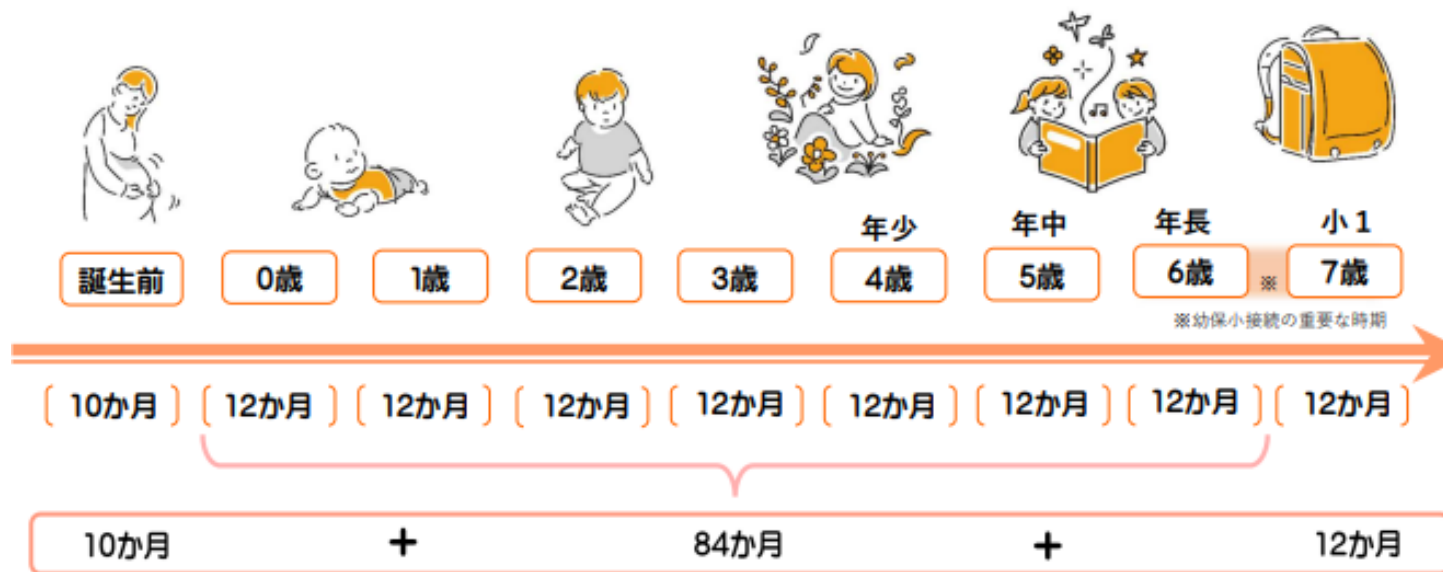 年少 年中 年長 小1
誕生前 0歳 1歳 2歳 3歳 4歳 5歳 6歳 ※ 7歳
※幼保小接続の重要な時期
[10か月] [12か月] [12か月] [12か月] [12か月] [12か月] [12か月] [12か月] [12か月]
10か月 + 84か月 + 12か月